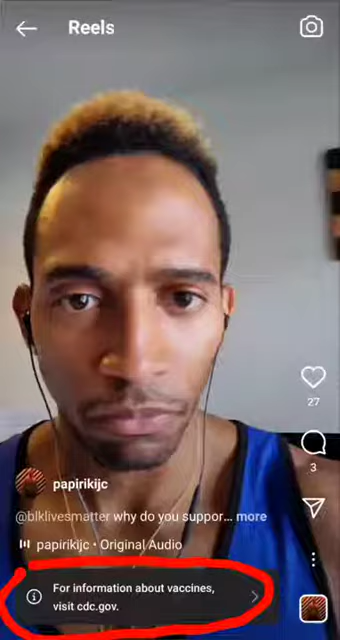 Reels
27
3
papirikijc
@blklivesmatter why do you suppor... more
papirikijc • Original Audio
For information about vaccines,
visit cdc.gov.